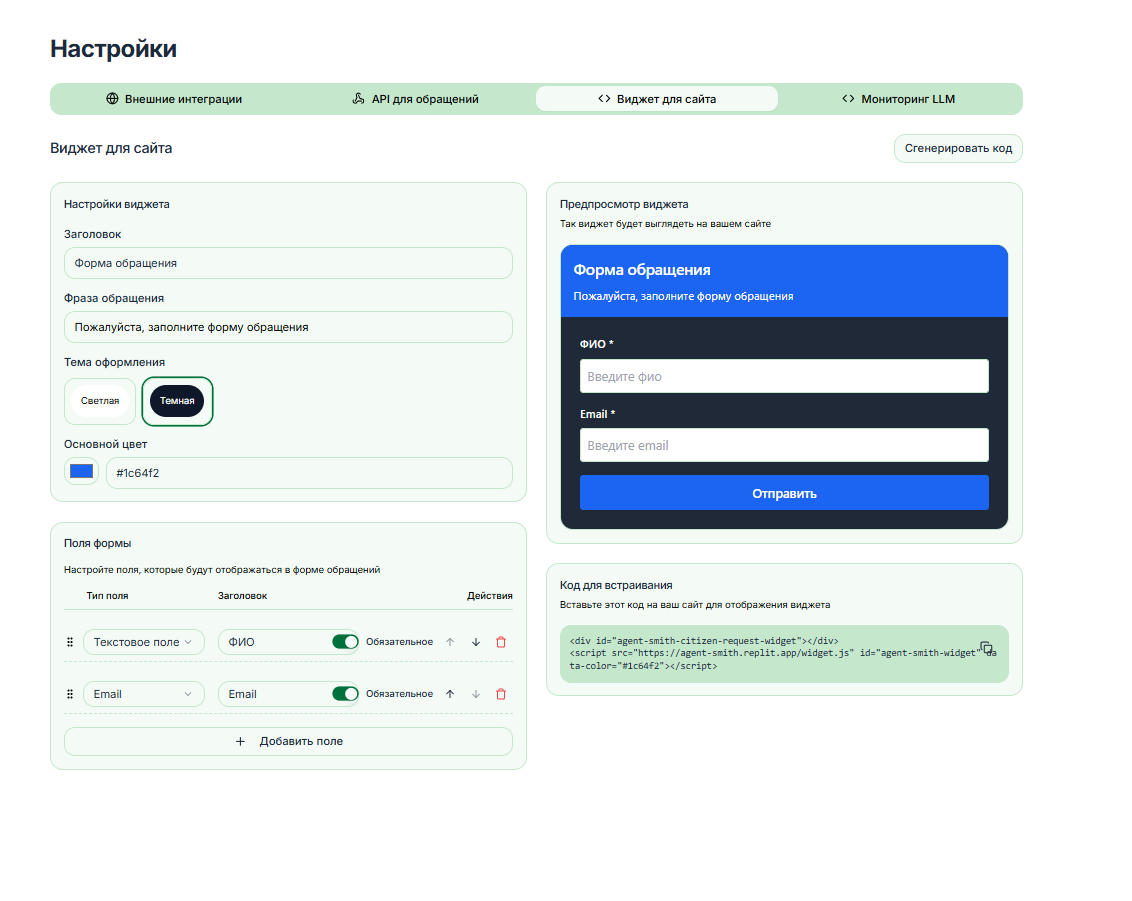 Настройки
Внешние интеграции
API для обращений
Виджет для сайта
Мониторинг LLM
Виджет для сайта
Сгенерировать код
Настройки виджета
Заголовок
Форма обращения
Фраза обращения
Пожалуйста, заполните форму обращения
Тема оформления
Светлая
Темная
Основной цвет
#1c64f2
Поля формы
Настройте поля, которые будут отображаться в форме обращений
Тип поля
Заголовок
Действия
Текстовое поле
ФИО
Обязательное
Email
Email
Обязательное
Добавить поле
Предпросмотр виджета
Так виджет будет выглядеть на вашем сайте
Форма обращения
Пожалуйста, заполните форму обращения
ФИО *
Введите фио
Email *
Введите email
Отправить
Код для встраивания
Вставьте этот код на ваш сайт для отображения виджета
<div id="agent-smith-citizen-request-widget"></div>
<script src="https://agent-smith.replit.app/widget.js" id="agent-smith-widget" da
ta-color="#1c64f2"></script>